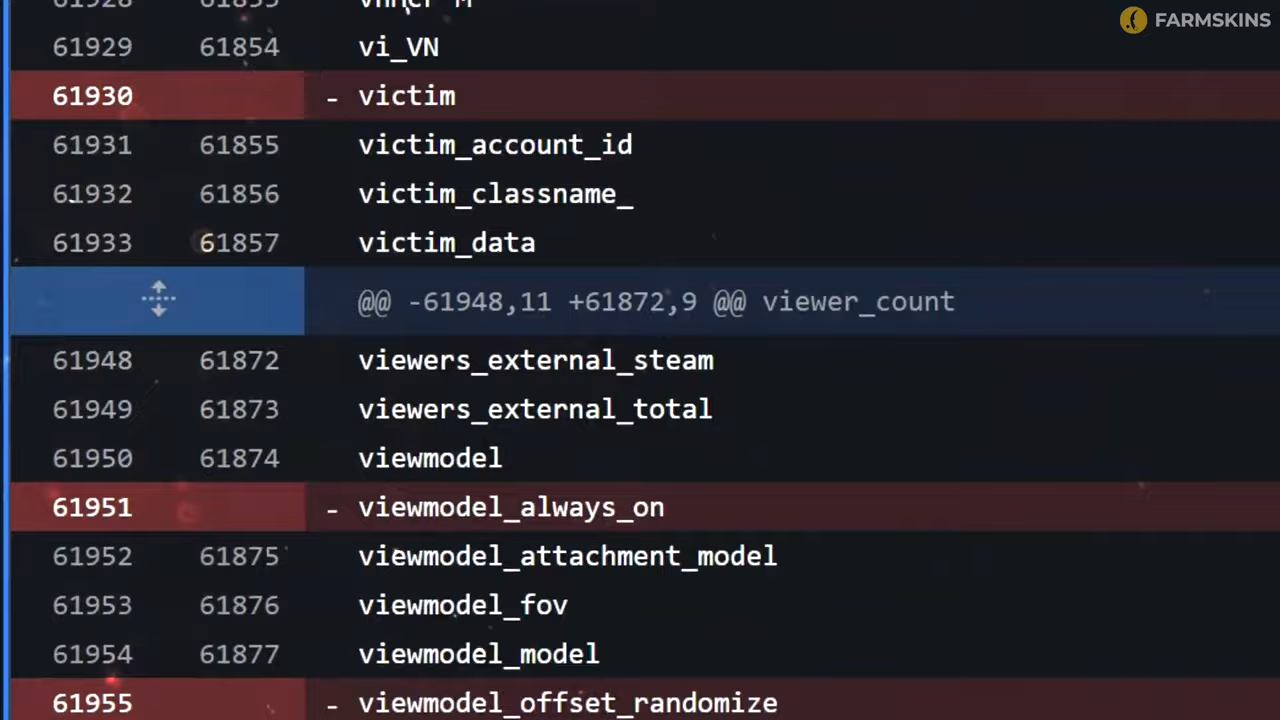 FARMSKINS
61929 61854 vi_VN
61930 - victim
61931 61855 victim_account_id
61932 61856 victim_classname_
61933 61857 victim_data
@@ -61948,11 +61872,9 @@ viewer_count
61948 61872 viewers_external_steam
61949 61873 viewers_external_total
61950 61874 viewmodel
61951 - viewmodel_always_on
61952 61875 viewmodel_attachment_model
61953 61876 viewmodel_fov
61954 61877 viewmodel_model
61955 - viewmodel_offset_randomize